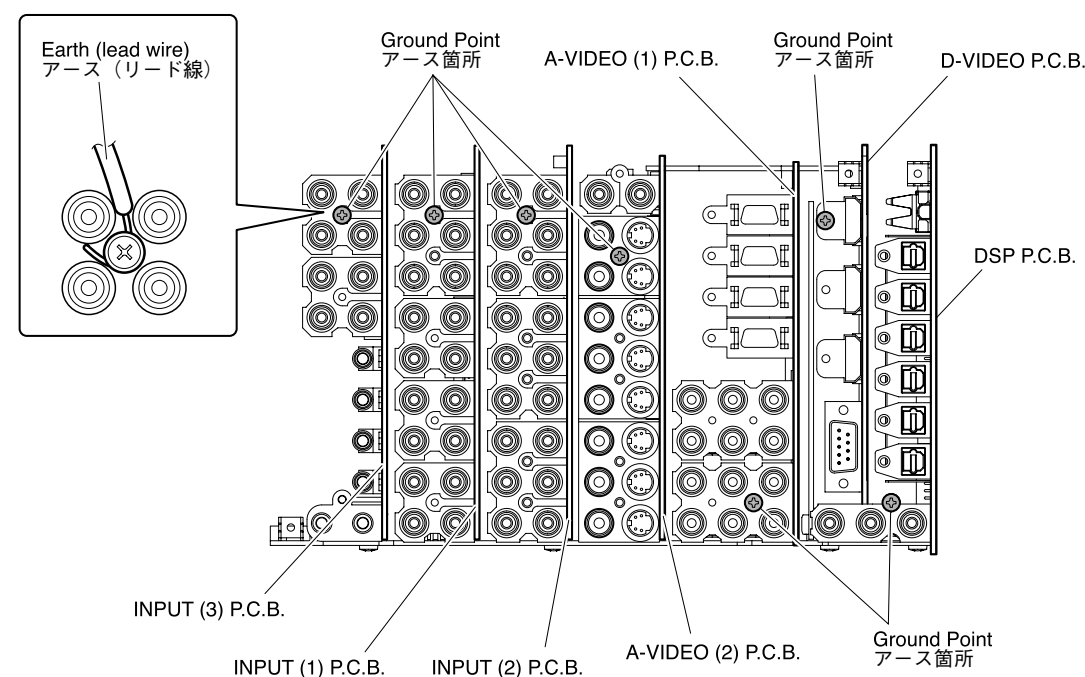 Earth (lead wire)
アース（リード線）
Ground Point
アース箇所
A-VIDEO (1) P.C.B.
Ground Point
アース箇所
D-VIDEO P.C.B.
DSP P.C.B.
INPUT (3) P.C.B.
INPUT (1) P.C.B.
INPUT (2) P.C.B.
A-VIDEO (2) P.C.B.
Ground Point
アース箇所